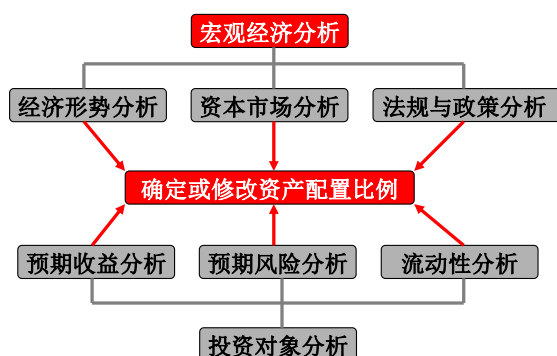 宏观经济分析
经济形势分析
资本市场分析
法规与政策分析
确定或修改资产配置比例
预期收益分析
预期风险分析
流动性分析
投资对象分析